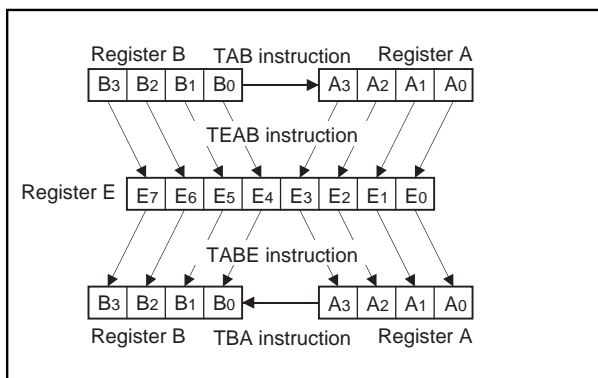 Register B TAB instruction Register A
B3 B2 B1 B0 A3 A2 A1 A0
TEAB instruction
Register E E7 E6 E5 E4 E3 E2 E1 E0
TABE instruction
B3 B2 B1 B0 A3 A2 A1 A0
Register B TBA instruction Register A